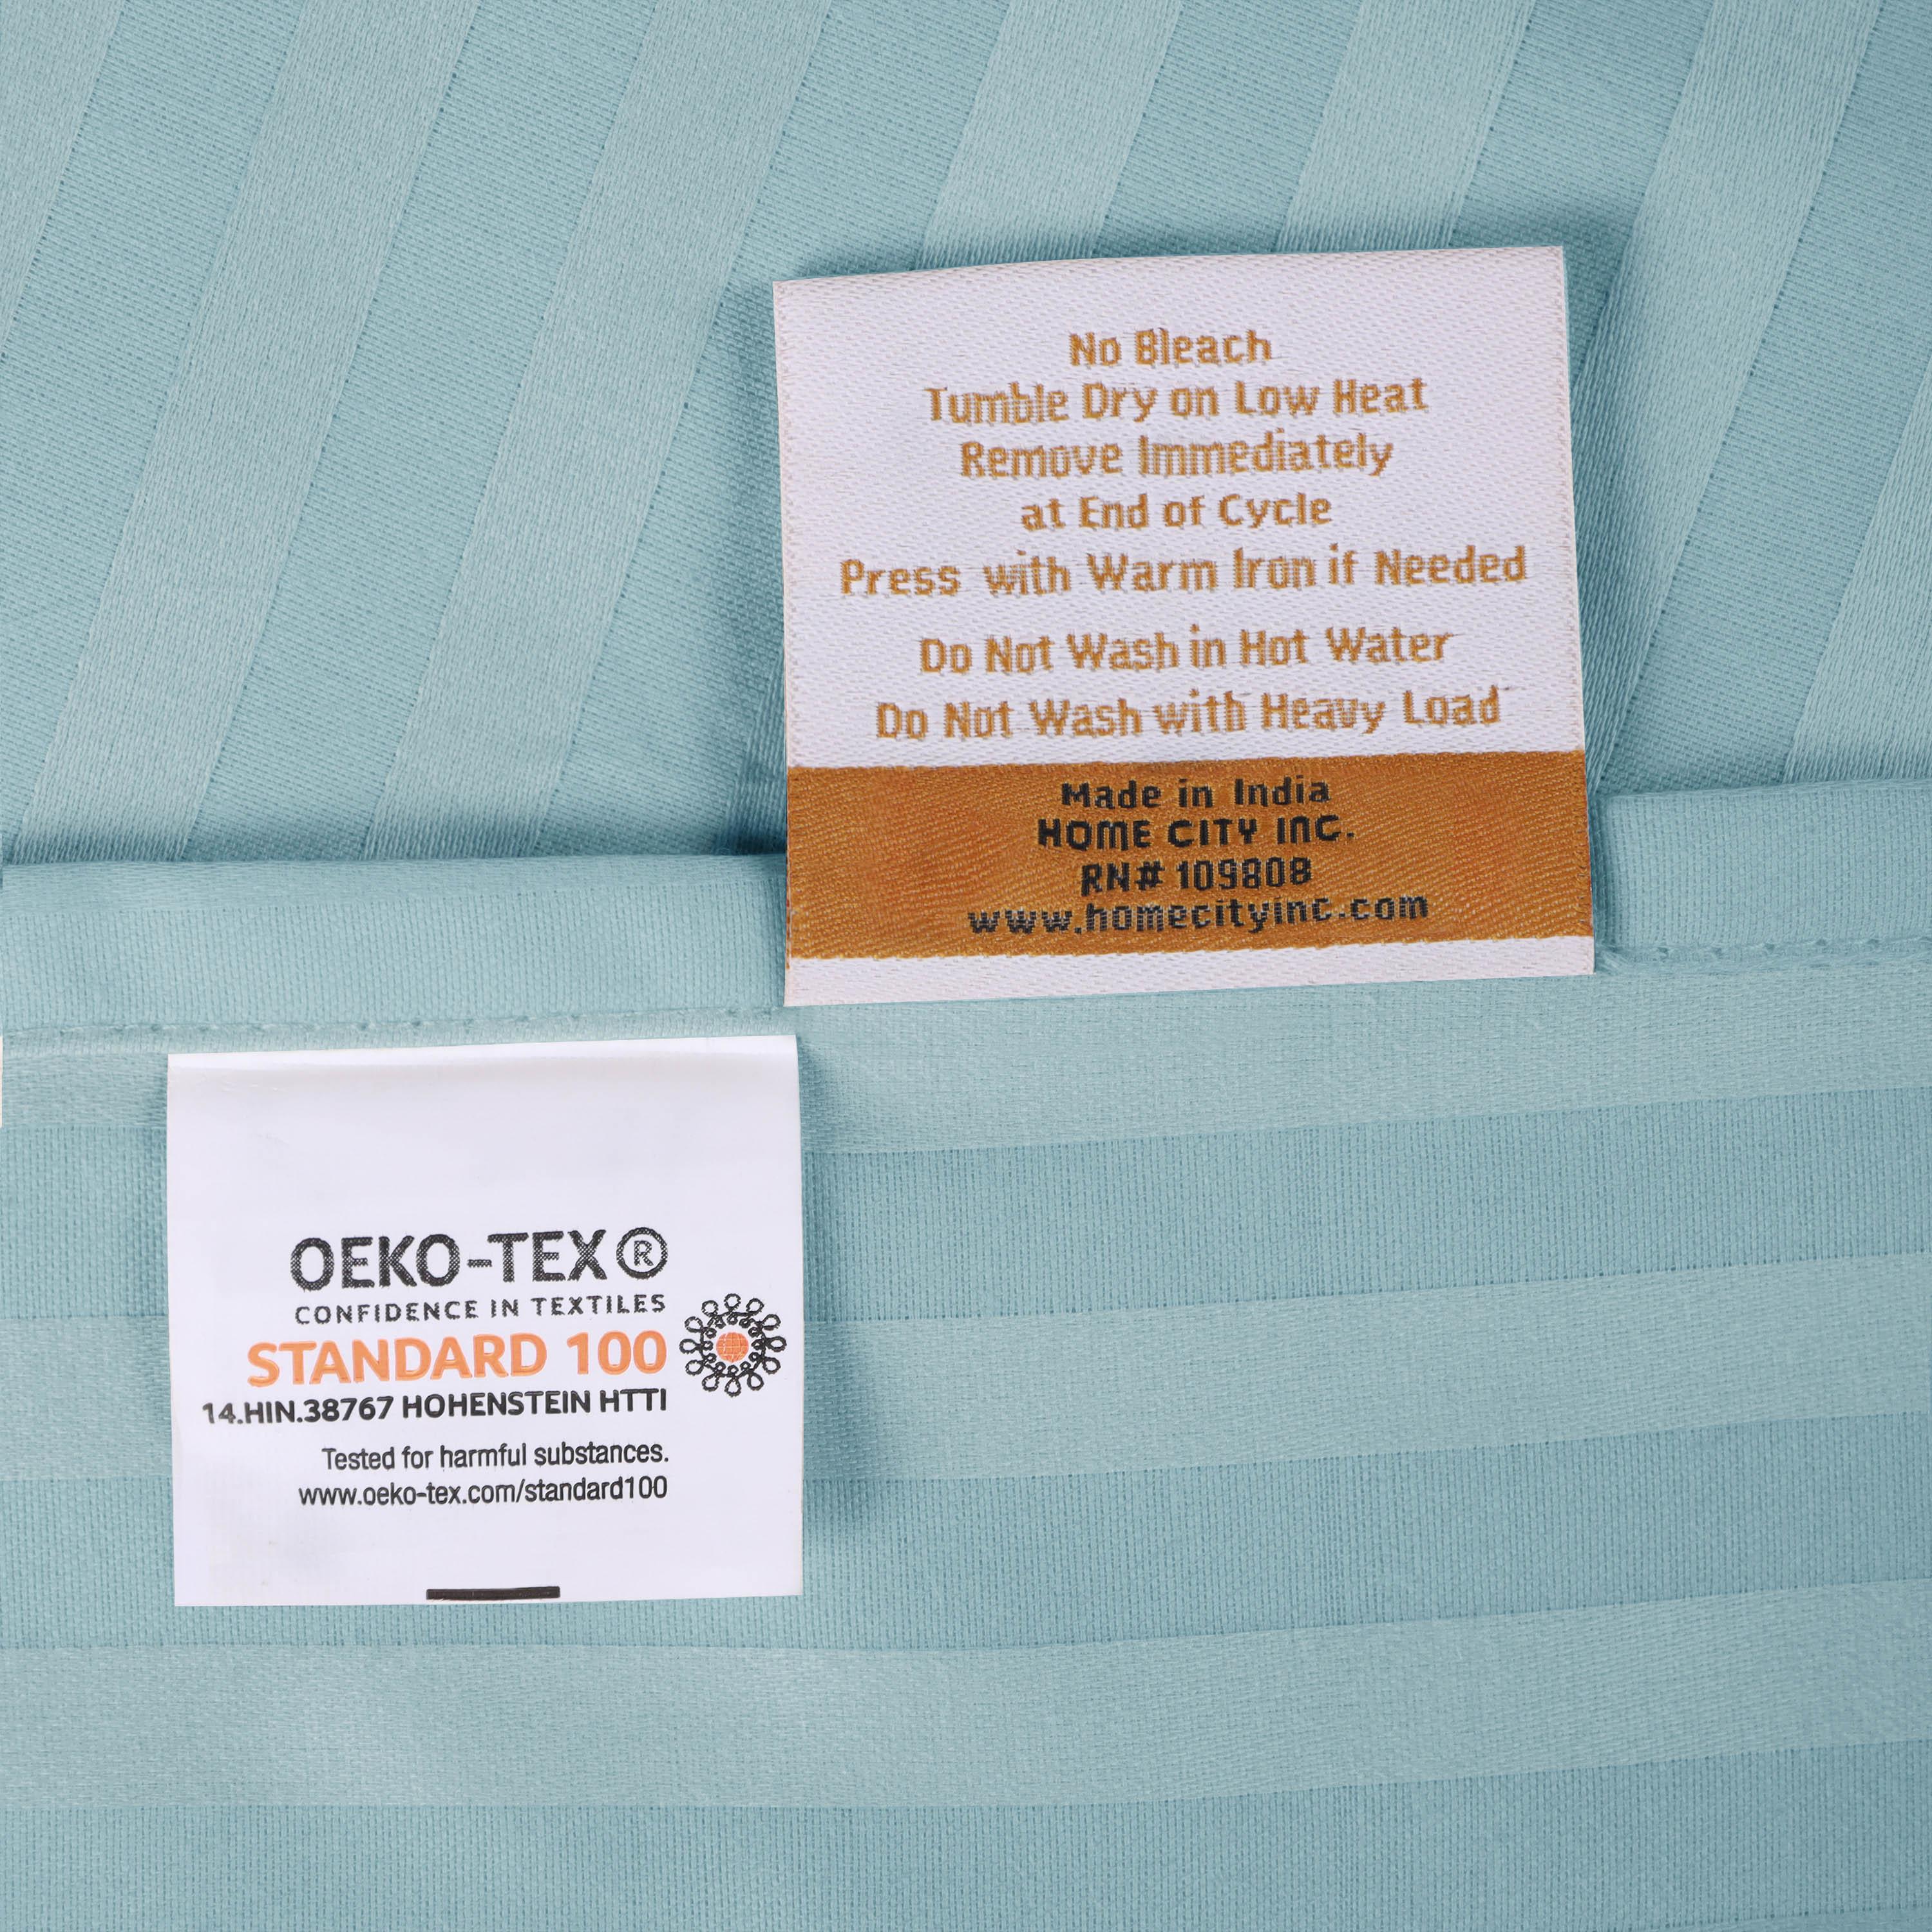 No Bleach
Tumble Dry on Low Heat
Remove Immediately
at End of Cycle
Press with Warm Iron if Needed
Do Not Wash in Hot Water
Do Not Wash with Heavy Load
Made in India
HOME CITY INC.
RN# 109808
www.homecityinc.com
OEKO-TEX®
CONFIDENCE IN TEXTILES
STANDARD 100
14.HIN.38767 HOHENSTEIN HTTI
Tested for harmful substances.
www.oeko-tex.com/standard100